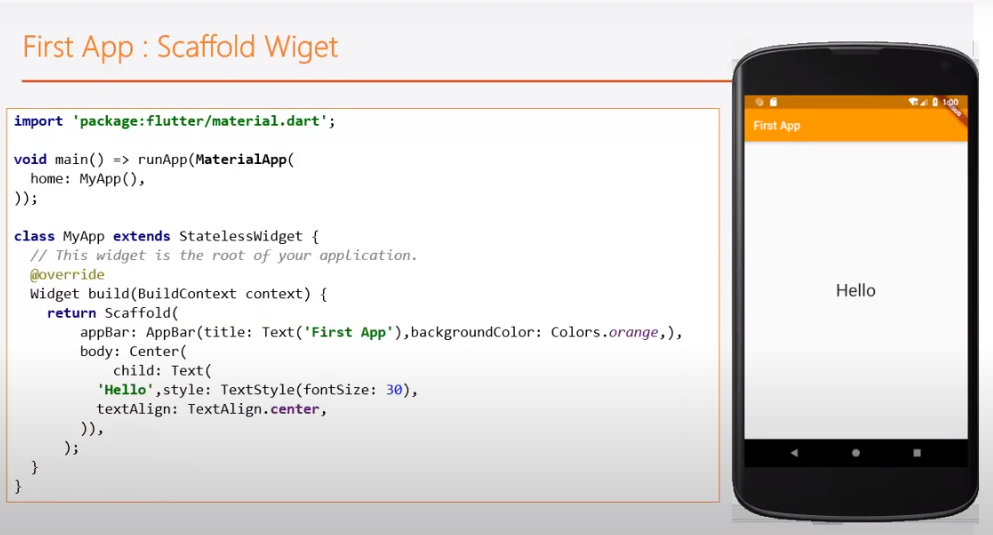 First App : Scaffold Wiget
import 'package:flutter/material.dart';
void main() => runApp(MaterialApp(
home: MyApp(),
));
class MyApp extends StatelessWidget {
// This widget is the root of your application.
@override
Widget build(BuildContext context) {
return Scaffold(
appBar: AppBar(title: Text('First App'),backgroundColor: Colors.orange,),
body: Center(
child: Text(
'Hello',style: TextStyle(fontSize: 30),
textAlign: TextAlign.center,
)),
);
}
}
1:00
First App
Hello